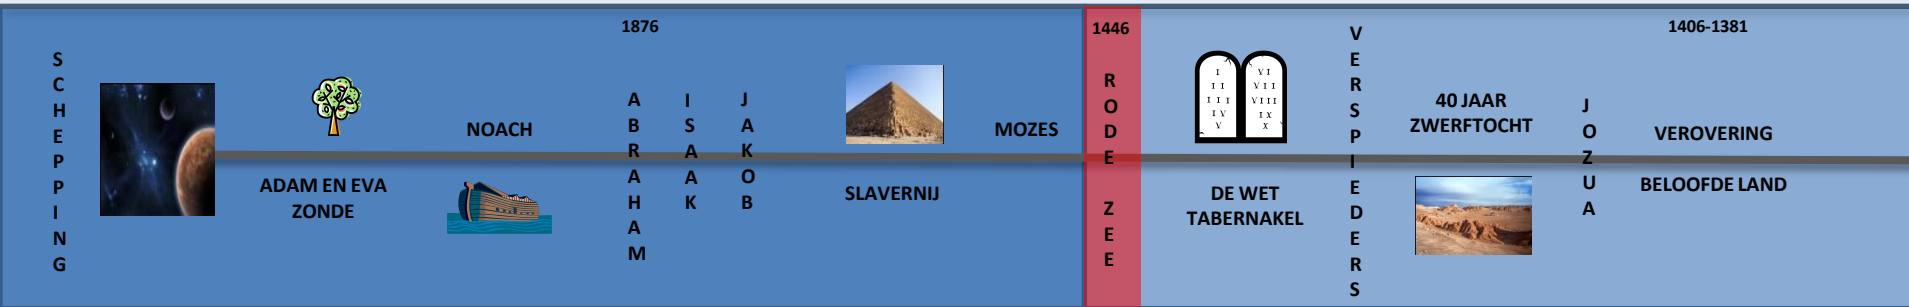 SCHEPPING
ADAM EN EVA
ZONDE
NOACH
1876
ABRAHAM
ISAAK
JAKOB
SLAVERNIJ
MOZES
1446
RODE ZEE
I
II
III
IV
V
VI
VII
VIII
IX
X
DE WET
TABERNAKEL
VERSPIEDERS
40 JAAR
ZWERFTOCHT
JOZUA
1406-1381
VEROVERING
BELOOFDE LAND